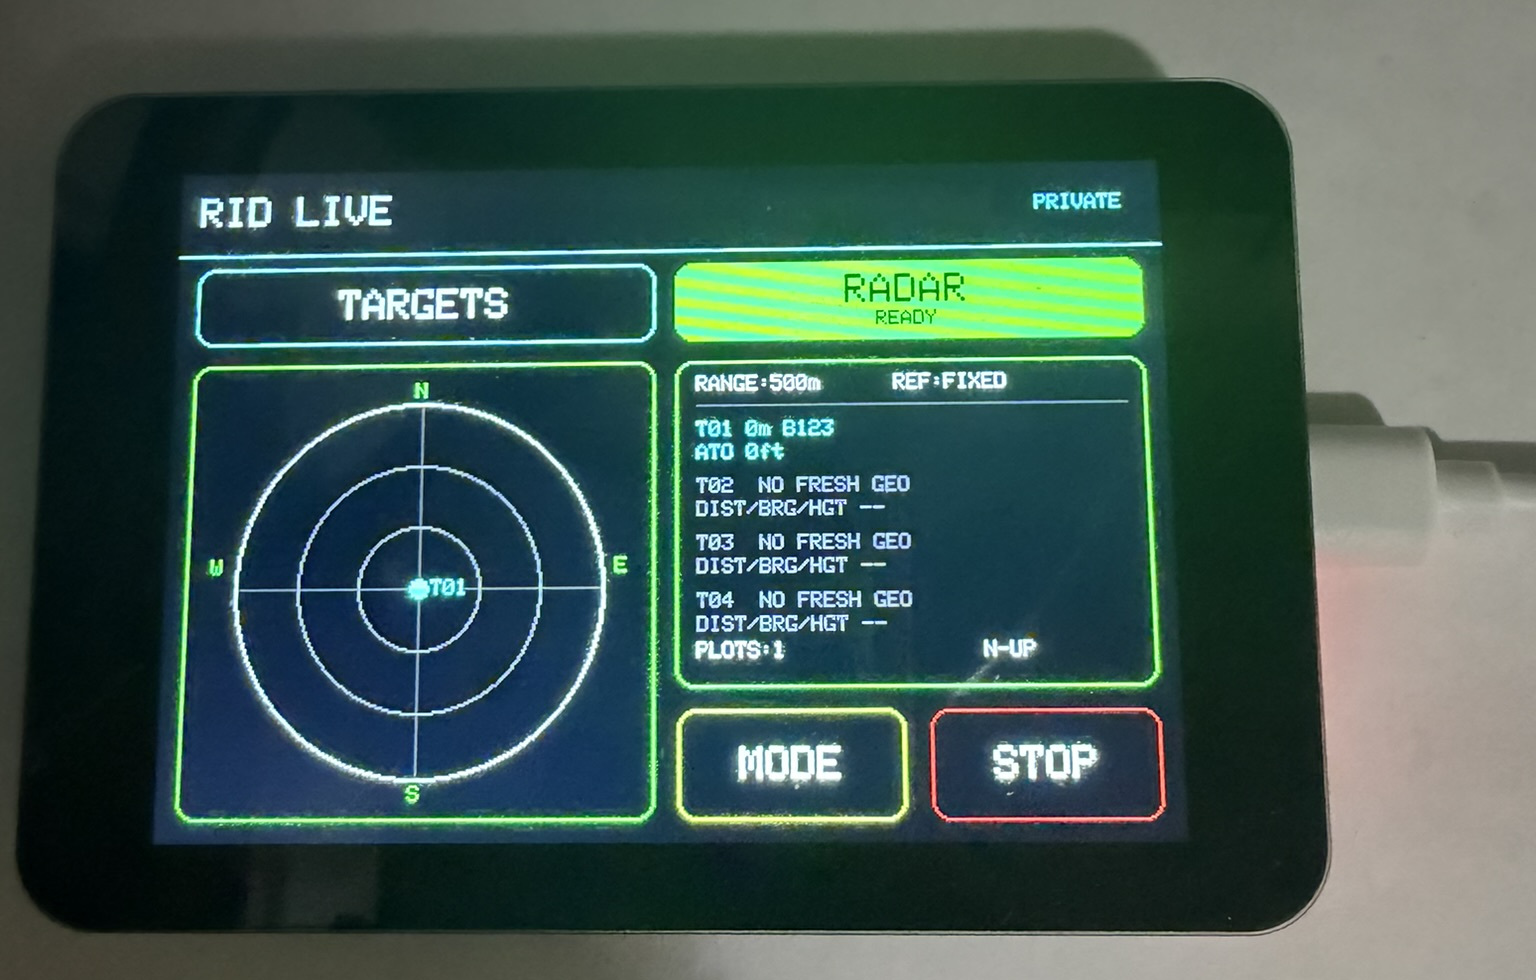 RID LIVE
PRIVATE
TARGETS
RADAR
READY
N
W
E
S
T01
RANGE:500m REF:FIXED
T01 0m B123
ATO 0ft
T02 NO FRESH GEO
DIST/BRG/HGT --
T03 NO FRESH GEO
DIST/BRG/HGT --
T04 NO FRESH GEO
DIST/BRG/HGT --
PLOTS:1 N-UP
MODE
STOP